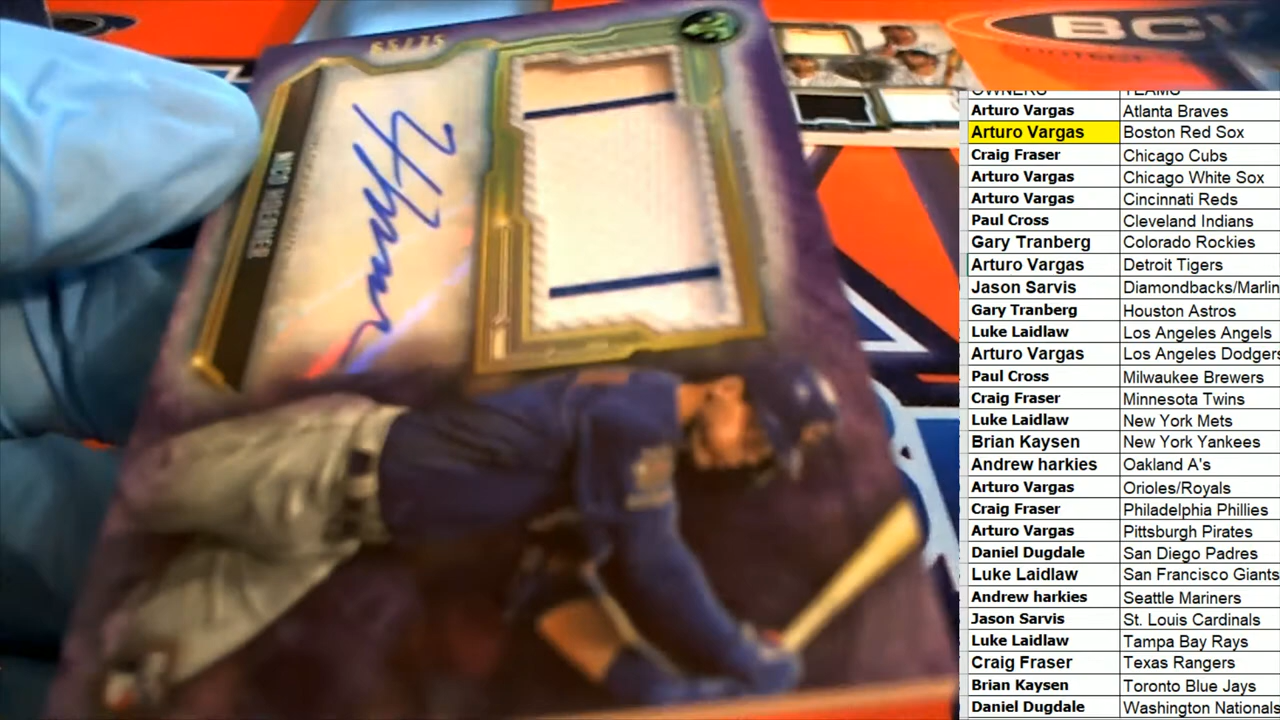 65/75
BCW
OWNERS TEAMS
Arturo Vargas Atlanta Braves
Arturo Vargas Boston Red Sox
Craig Fraser Chicago Cubs
Arturo Vargas Chicago White Sox
Arturo Vargas Cincinnati Reds
Paul Cross Cleveland Indians
Gary Tranberg Colorado Rockies
Arturo Vargas Detroit Tigers
Jason Sarvis Diamondbacks/Marlin
Gary Tranberg Houston Astros
Luke Laidlaw Los Angeles Angels
Arturo Vargas Los Angeles Dodgers
Paul Cross Milwaukee Brewers
Craig Fraser Minnesota Twins
Luke Laidlaw New York Mets
Brian Kaysen New York Yankees
Andrew harkies Oakland A's
Arturo Vargas Orioles/Royals
Craig Fraser Philadelphia Phillies
Arturo Vargas Pittsburgh Pirates
Daniel Dugdale San Diego Padres
Luke Laidlaw San Francisco Giants
Andrew harkies Seattle Mariners
Jason Sarvis St. Louis Cardinals
Luke Laidlaw Tampa Bay Rays
Craig Fraser Texas Rangers
Brian Kaysen Toronto Blue Jays
Daniel Dugdale Washington Nationals